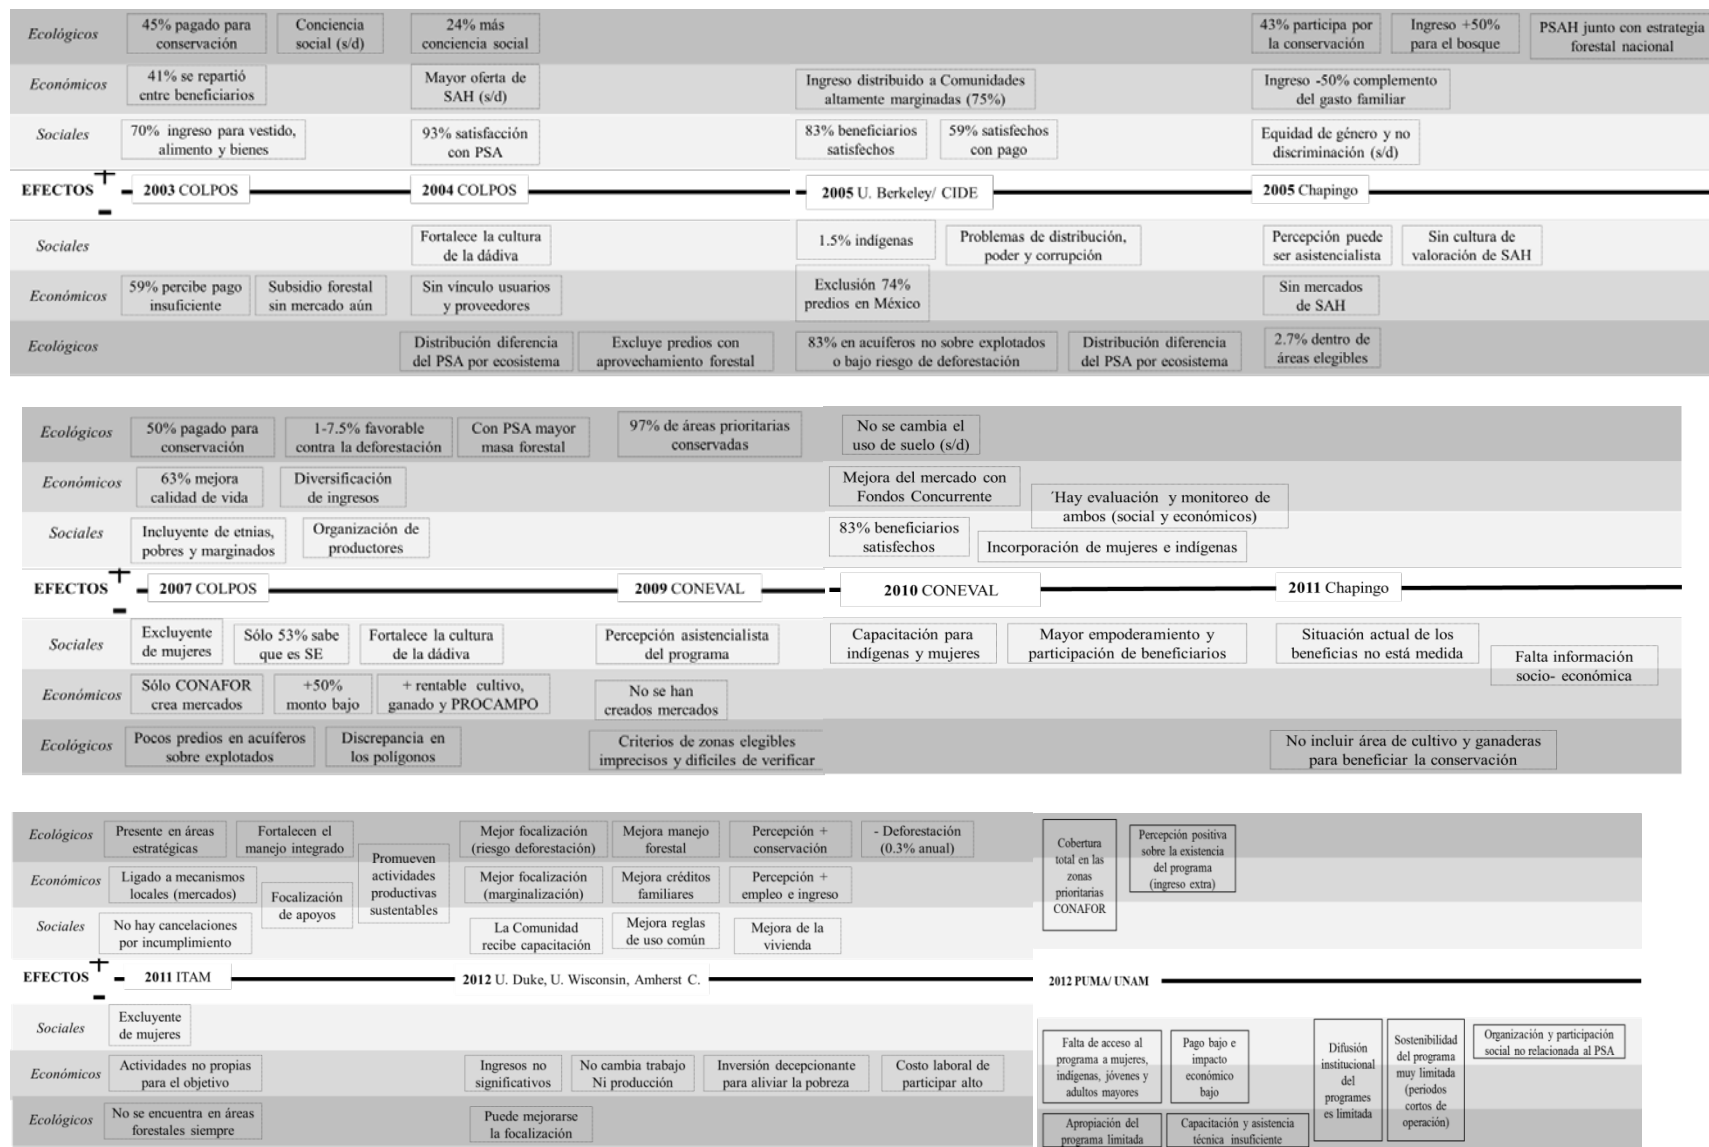 Ecológicos
45% pagado para
conservación
Conciencia
social (s/d)
24% más
conciencia social
43% participa por
la conservación
Ingreso +50%
para el bosque
PSAH junto con estrategia
forestal nacional
Económicos
41% se repartió
entre beneficiarios
Mayor oferta de
SAH (s/d)
Ingreso distribuido a Comunidades
altamente marginadas (75%)
Ingreso -50% complemento
del gasto familiar
Sociales
70% ingreso para vestido,
alimento y bienes
93% satisfacción
con PSA
83% beneficiarios
satisfechos
59% satisfechos
con pago
Equidad de género y no
discriminación (s/d)
EFECTOS + -
2003 COLPOS
2004 COLPOS
2005 U. Berkeley/ CIDE
2005 Chapingo
Sociales
Fortalece la cultura
de la dádiva
1.5% indígenas
Problemas de distribución,
poder y corrupción
Percepción puede
ser asistencialista
Sin cultura de
valoración de SAH
Económicos
59% percibe pago
insuficiente
Subsidio forestal
sin mercado aún
Sin vínculo usuarios
y proveedores
Exclusión 74%
predios en México
Sin mercados
de SAH
Ecológicos
Distribución diferencia
del PSA por ecosistema
Excluye predios con
aprovechamiento forestal
83% en acuíferos no sobre explotados
o bajo riesgo de deforestación
Distribución diferencia
del PSA por ecosistema
2.7% dentro de
áreas elegibles
Ecológicos
50% pagado para
conservación
1-7.5% favorable
contra la deforestación
Con PSA mayor
masa forestal
97% de áreas prioritarias
conservadas
No se cambia el
uso de suelo (s/d)
Económicos
63% mejora
calidad de vida
Diversificación
de ingresos
Mejora del mercado con
Fondos Concurrente
´Hay evaluación y monitoreo de
ambos (social y económicos)
Sociales
Incluyente de etnias,
pobres y marginados
Organización de
productores
83% beneficiarios
satisfechos
Incorporación de mujeres e indígenas
EFECTOS + -
2007 COLPOS
2009 CONEVAL
2010 CONEVAL
2011 Chapingo
Sociales
Excluyente
de mujeres
Sólo 53% sabe
que es SE
Fortalece la cultura
de la dádiva
Percepción asistencialista
del programa
Capacitación para
indígenas y mujeres
Mayor empoderamiento y
participación de beneficiarios
Situación actual de los
beneficias no está medida
Falta información
socio- económica
Económicos
Sólo CONAFOR
crea mercados
+50%
monto bajo
+ rentable cultivo,
ganado y PROCAMPO
No se han
creados mercados
Ecológicos
Pocos predios en acuíferos
sobre explotados
Discrepancia en
los polígonos
Criterios de zonas elegibles
imprecisos y difíciles de verificar
No incluir área de cultivo y ganaderas
para beneficiar la conservación
Ecológicos
Presente en áreas
estratégicas
Fortalecen el
manejo integrado
Promueven
actividades
productivas
sustentables
Mejor focalización
(riesgo deforestación)
Mejora manejo
forestal
Percepción +
conservación
- Deforestación
(0.3% anual)
Cobertura
total en las
zonas
prioritarias
CONAFOR
Percepción positiva
sobre la existencia
del programa
(ingreso extra)
Económicos
Ligado a mecanismos
locales (mercados)
Focalización
de apoyos
Mejor focalización
(marginalización)
Mejora créditos
familiares
Percepción +
empleo e ingreso
Sociales
No hay cancelaciones
por incumplimiento
La Comunidad
recibe capacitación
Mejora reglas
de uso común
Mejora de la
vivienda
EFECTOS + -
2011 ITAM
2012 U. Duke, U. Wisconsin, Amherst C.
2012 PUMA/ UNAM
Sociales
Excluyente
de mujeres
Falta de acceso al
programa a mujeres,
indígenas, jóvenes y
adultos mayores
Pago bajo e
impacto
económico
bajo
Difusión
institucional
del
programes
es limitada
Sostenibilidad
del programa
muy limitada
(periodos
cortos de
operación)
Organización y participación
social no relacionada al PSA
Económicos
Actividades no propias
para el objetivo
Ingresos no
significativos
No cambia trabajo
Ni producción
Inversión decepcionante
para aliviar la pobreza
Costo laboral de
participar alto
Ecológicos
No se encuentra en áreas
forestales siempre
Puede mejorarse
la focalización
Apropiación del
programa limitada
Capacitación y asistencia
técnica insuficiente